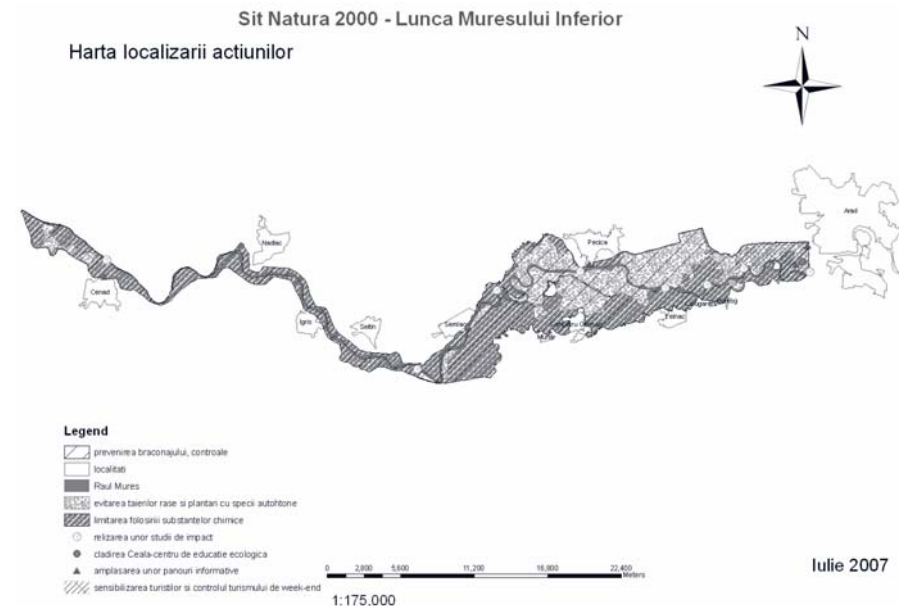 Sit Natura 2000 - Lunca Muresului Inferior
Harta localizarii actiunilor
N
Arad
Nadlac
Pecica
Cenad
Igris
Saitin
Semlac
Felnac
Legend
prevenirea braconajului, controale
localitati
Raul Mures
evitarea taierilor rase si plantari cu specii autohtone
limitarea folosirii substantelor chimice
relizarea unor studii de impact
cladirea Ceala-centru de educatie ecologica
amplasarea unor panouri informative
sensibilizarea turistilor si controlul turismului de week-end
0 2,800 5,600 11,200 16,800 22,400
Meters
1:175.000
Iulie 2007